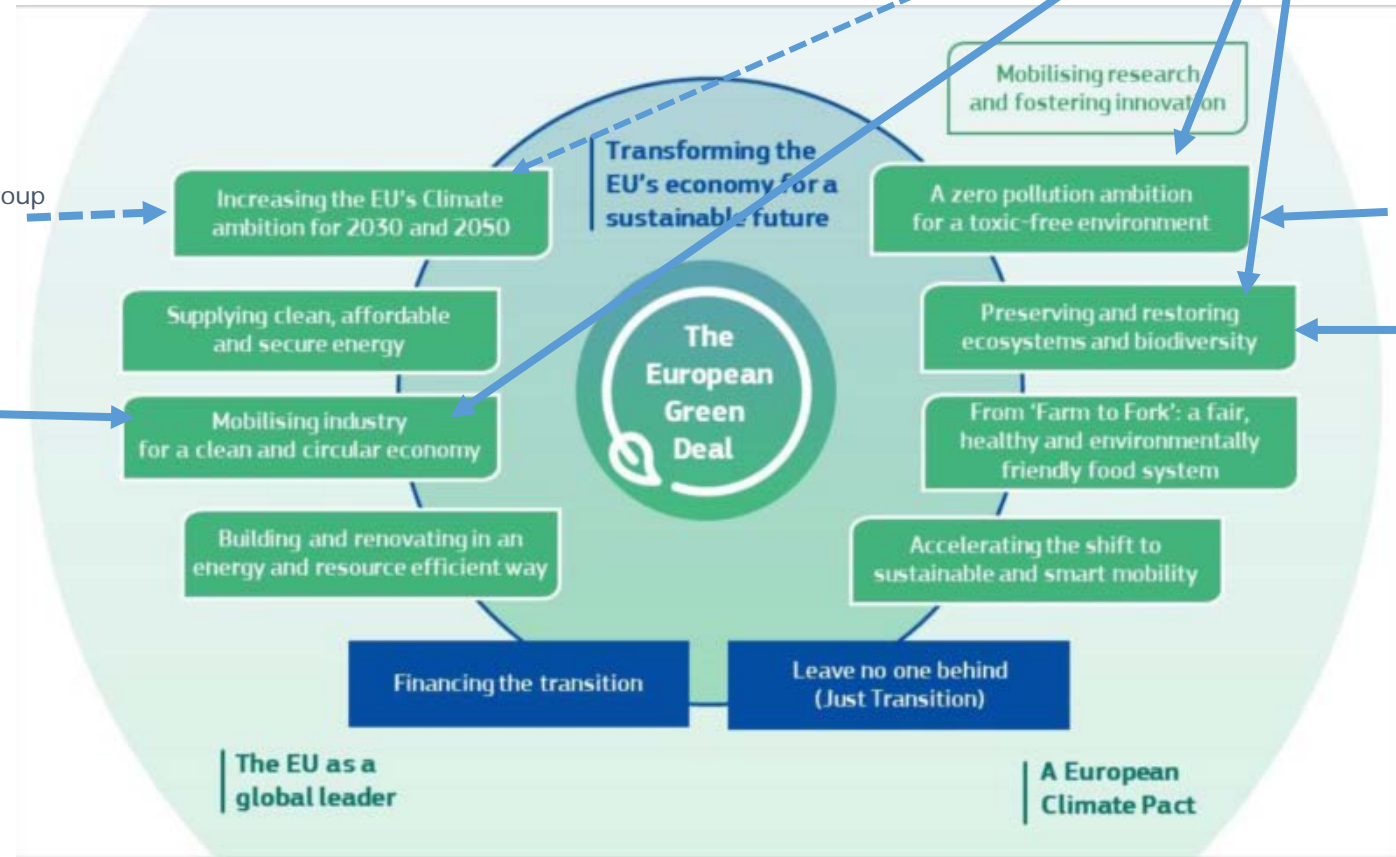 Mobilising research
and fostering innovation
Transforming the
EU's economy for a
sustainable future
oup
Increasing the EU's Climate
ambition for 2030 and 2050
A zero pollution ambition
for a toxic-free environment
Supplying clean, affordable
and secure energy
Preserving and restoring
ecosystems and biodiversity
The
European
Green
Deal
Mobilising industry
for a clean and circular economy
From 'Farm to Fork': a fair,
healthy and environmentally
friendly food system
Building and renovating in an
energy and resource efficient way
Accelerating the shift to
sustainable and smart mobility
Financing the transition
Leave no one behind
(Just Transition)
The EU as a
global leader
A European
Climate Pact